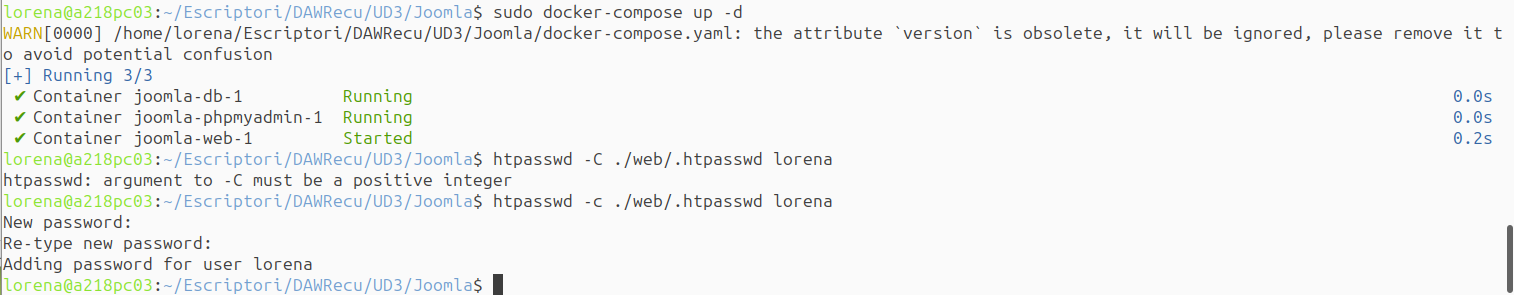 lorena@a218pc03:~/Escriptori/DAWRecu/UD3/Joomla$ sudo docker-compose up -d
WARN[0000] /home/lorena/Escriptori/DAWRecu/UD3/Joomla/docker-compose.yaml: the attribute `version` is obsolete, it will be ignored, please remove it t
o avoid potential confusion
[+] Running 3/3
✔ Container joomla-db-1 Running 0.0s
✔ Container joomla-phpmyadmin-1 Running 0.0s
✔ Container joomla-web-1 Started 0.2s
lorena@a218pc03:~/Escriptori/DAWRecu/UD3/Joomla$ htpasswd -C ./web/.htpasswd lorena
htpasswd: argument to -C must be a positive integer
lorena@a218pc03:~/Escriptori/DAWRecu/UD3/Joomla$ htpasswd -c ./web/.htpasswd lorena
New password:
Re-type new password:
Adding password for user lorena
lorena@a218pc03:~/Escriptori/DAWRecu/UD3/Joomla$